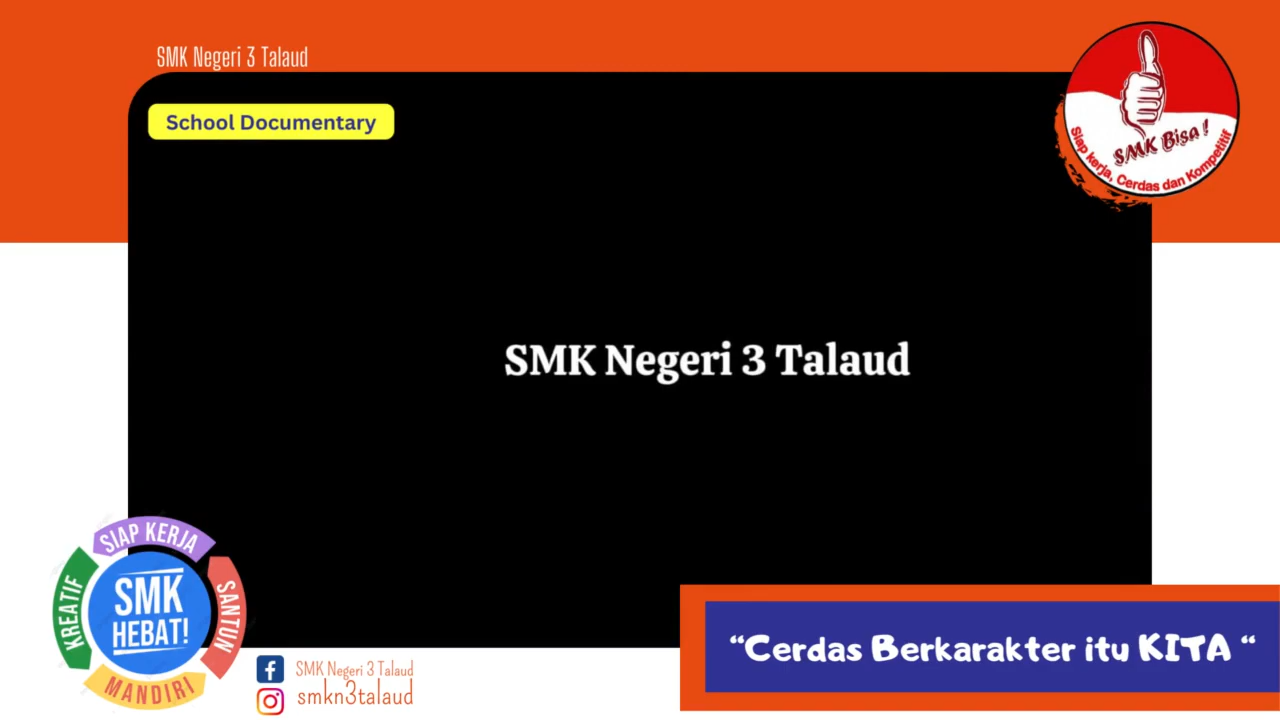 SMK Negeri 3 Talaud
School Documentary
SMK Bisa !
Siap kerja, Cerdas dan Kompetitif
SMK Negeri 3 Talaud
SIAP KERJA
KREATIF
SMK
HEBAT!
SANTUN
MANDIRI
“Cerdas Berkarakter itu KITA “
SMK Negeri 3 Talaud
smkn3talaud